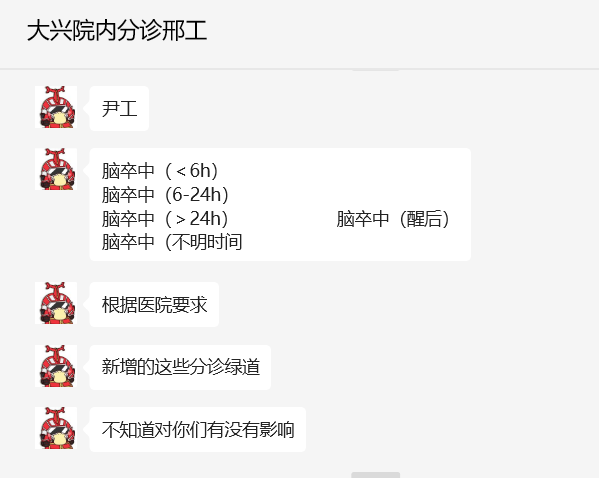 大兴院内分诊邢工
尹工
脑卒中（＜6h）
脑卒中（6-24h）
脑卒中（＞24h） 脑卒中（醒后）
脑卒中（不明时间
根据医院要求
新增的这些分诊绿道
不知道对你们有没有影响